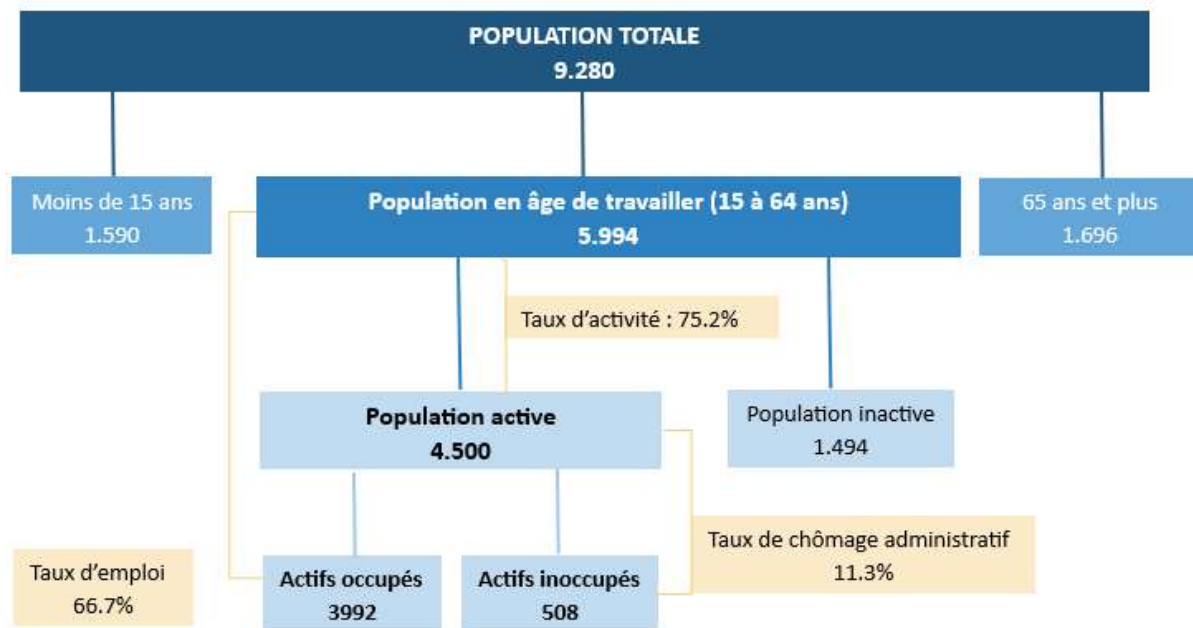 POPULATION TOTALE
9.280
Moins de 15 ans
1.590
Population en âge de travailler (15 à 64 ans)
5.994
65 ans et plus
1.696
Taux d'activité : 75.2%
Population active
4.500
Population inactive
1.494
Taux d'emploi
66.7%
Actifs occupés
3992
Actifs inoccupés
508
Taux de chômage administratif
11.3%